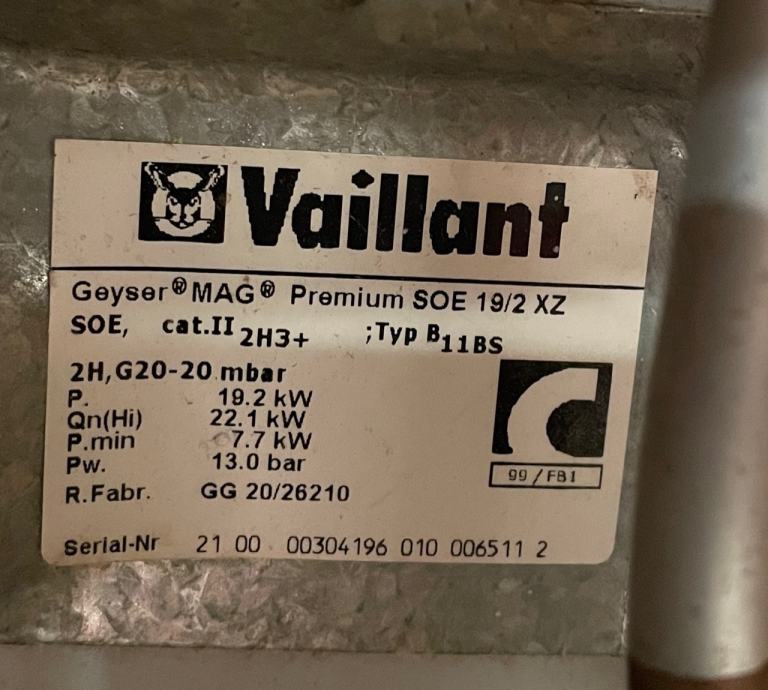 Vaillant
Geyser® MAG® Premium SOE 19/2 XZ
SOE, cat.II 2H3+ ;Typ B11BS
2H,G20-20 mbar
P. 19.2 kW
Qn(Hi) 22.1 kW
P.min 7.7 kW
Pw. 13.0 bar
99/FB1
R.Fabr. GG 20/26210
Serial-Nr 21 00 00304196 010 006511 2